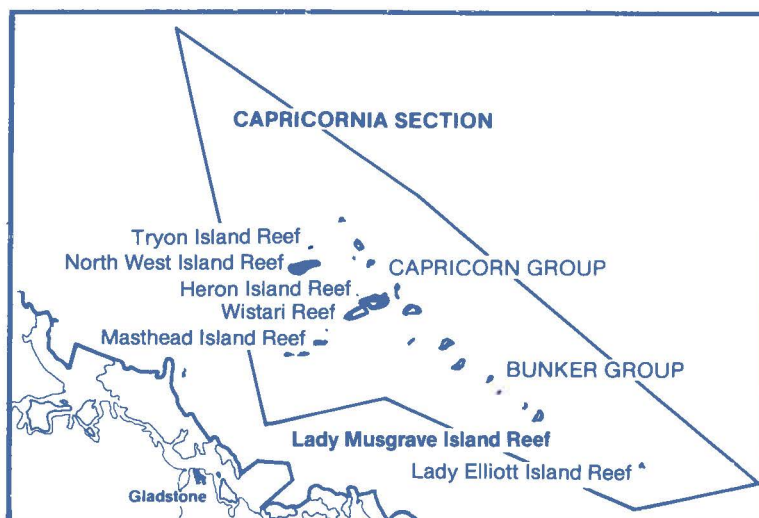 CAPRICORNIA SECTION
Tryon Island Reef
North West Island Reef
CAPRICORN GROUP
Heron Island Reef
Wistari Reef
Masthead Island Reef
BUNKER GROUP
Lady Musgrave Island Reef
Lady Elliott Island Reef
Gladstone